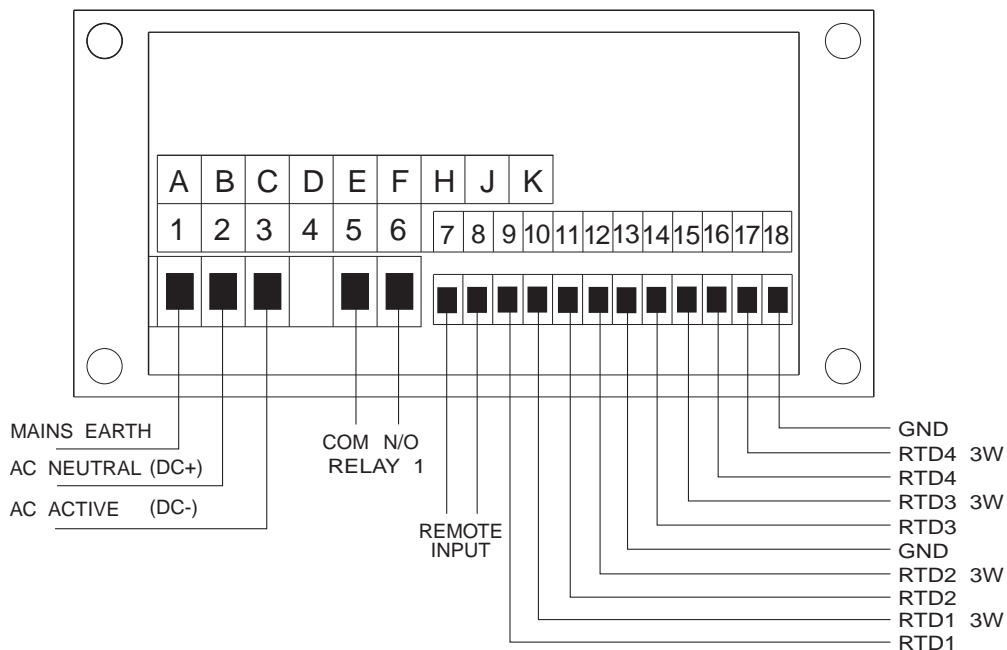 A B C D E F H J K
1 2 3 4 5 6 7 8 9 10 11 12 13 14 15 16 17 18
MAINS EARTH
AC NEUTRAL (DC+)
AC ACTIVE (DC-)
COM N/O
RELAY 1
REMOTE
INPUT
GND
RTD4 3W
RTD4
RTD3 3W
RTD3
GND
RTD2 3W
RTD2
RTD1 3W
RTD1